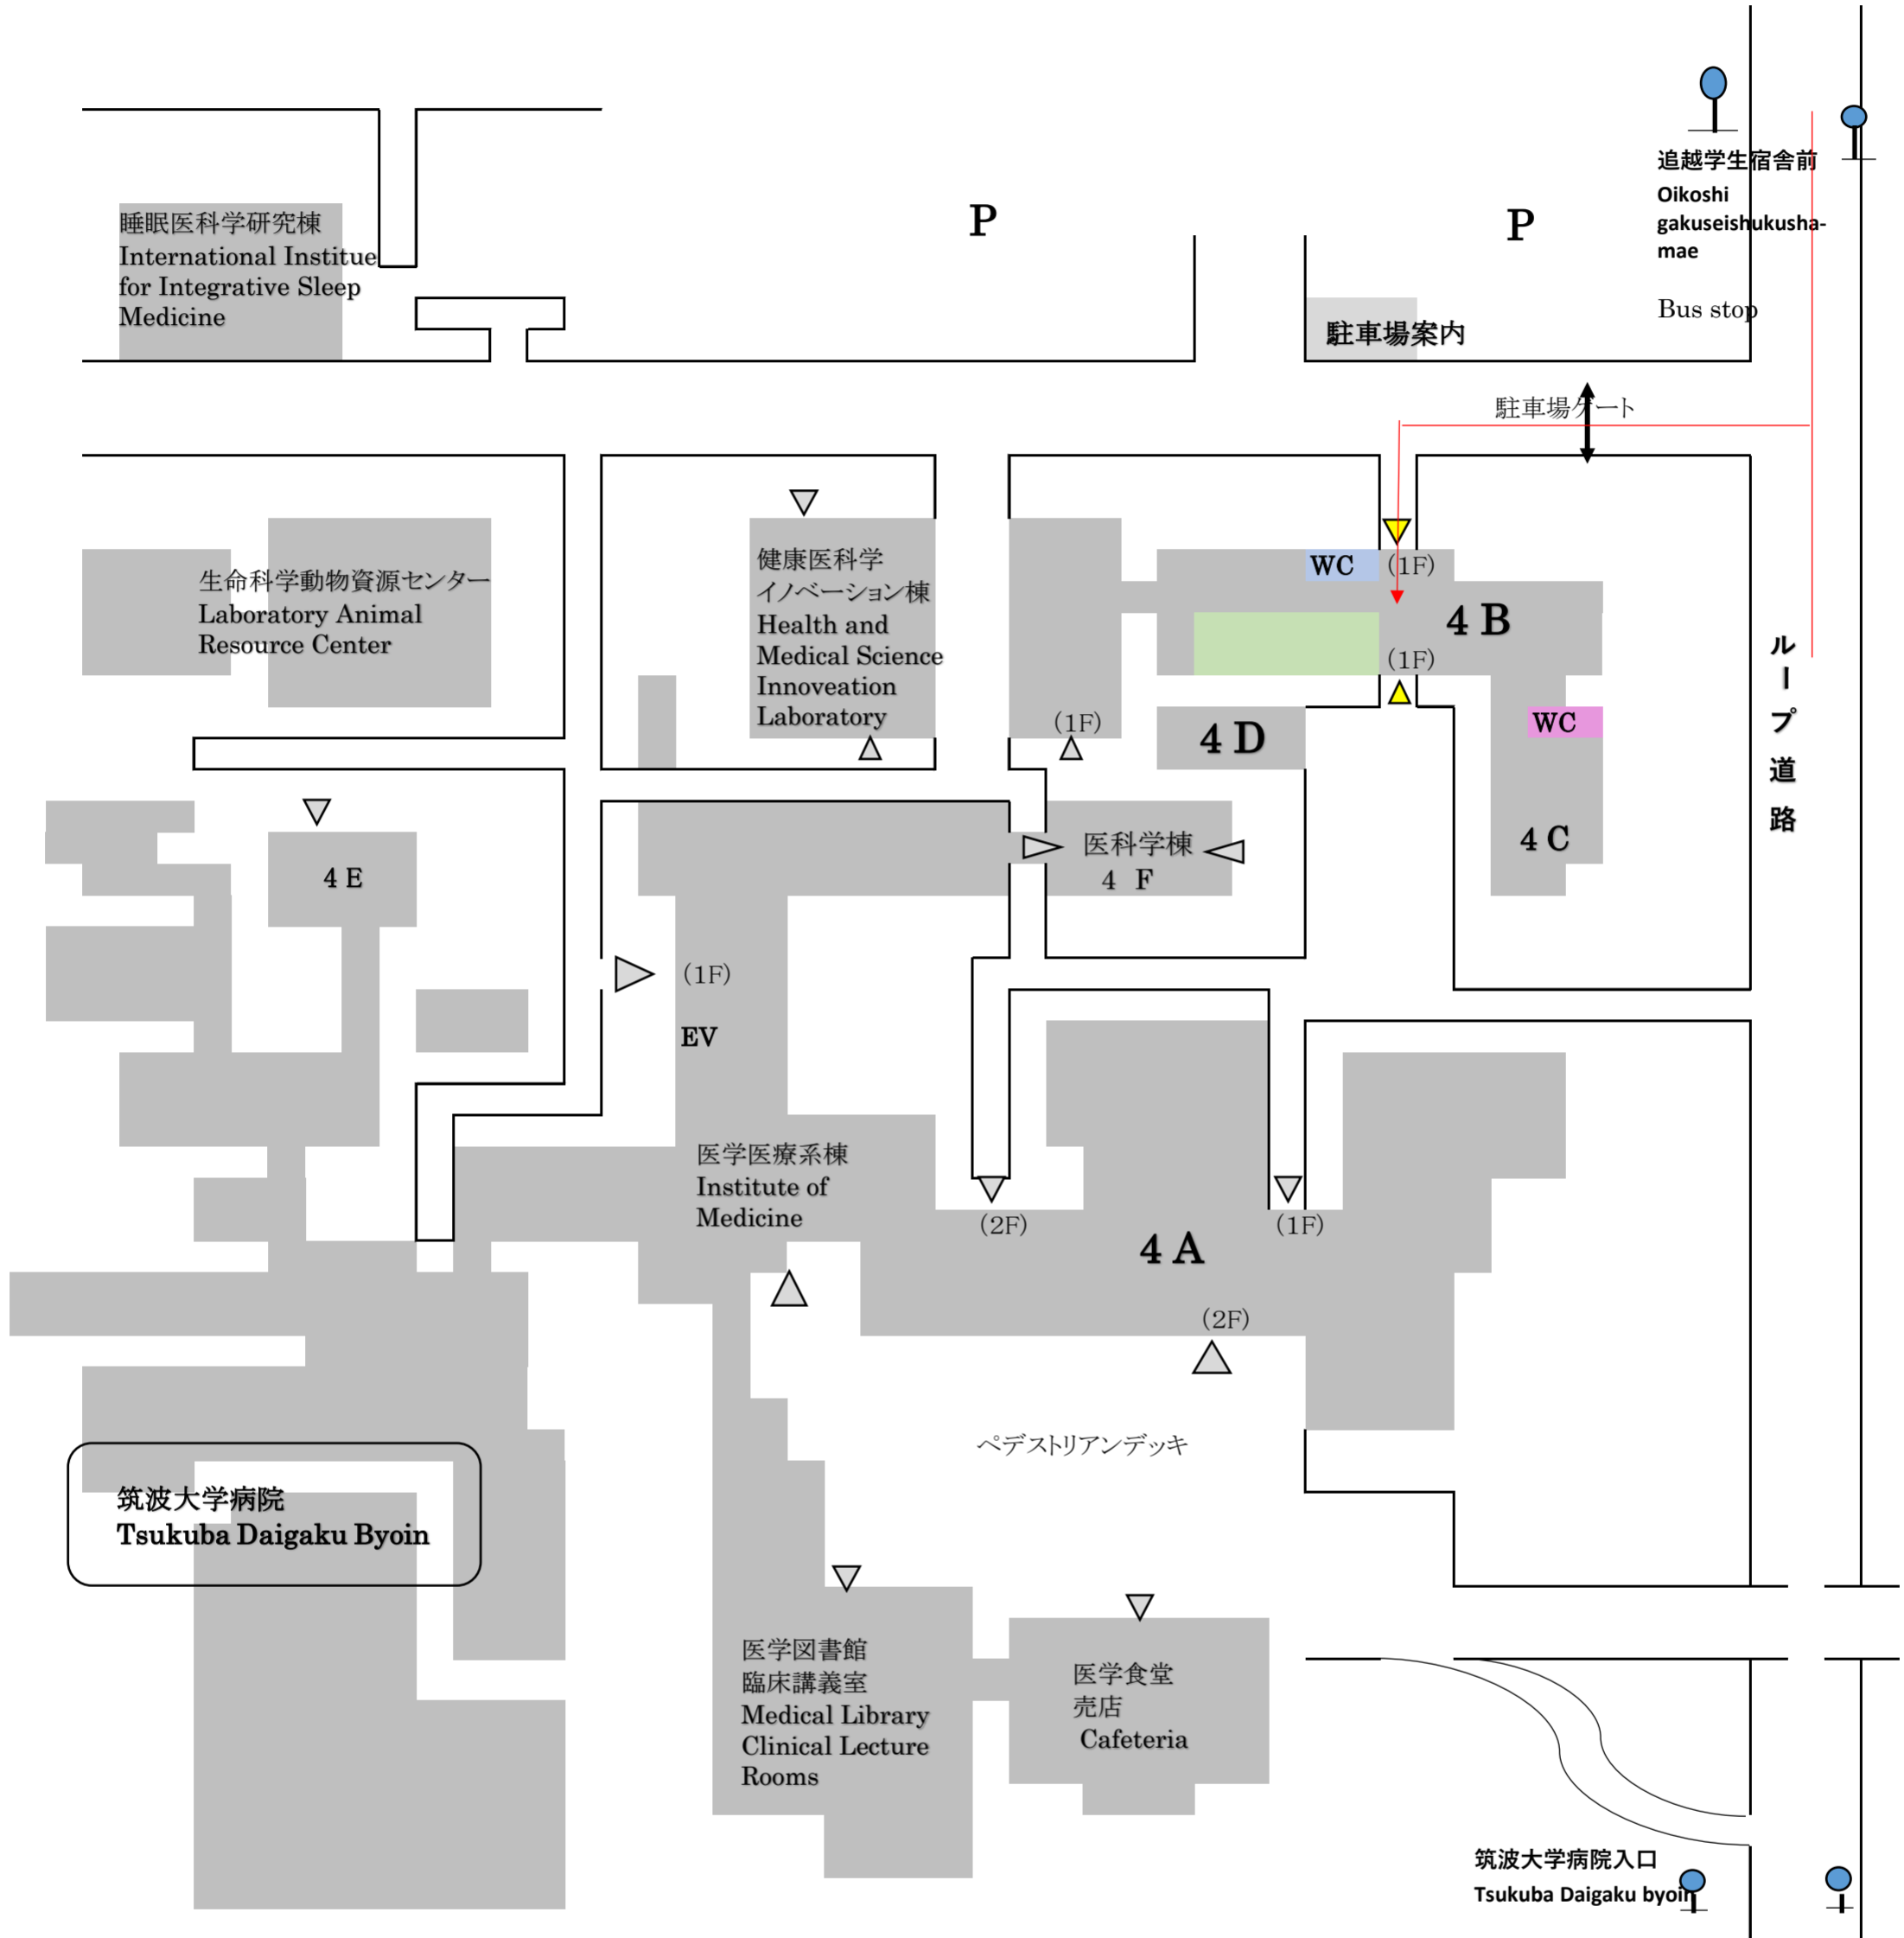 追越学生宿舎前
Oikoshi
gakuseishukusha-
mae
Bus stop
P
P
睡眠医科学研究棟
International Institue
for Integrative Sleep
Medicine
駐車場案内
駐車場ゲート
健康医科学
イノベーション棟
Health and
Medical Science
Innoveation
Laboratory
生命科学動物資源センター
Laboratory Animal
Resource Center
WC
(1F)
4 B
(1F)
ループ道路
WC
(1F)
4 D
4 C
医科学棟
4 F
4 E
(1F)
EV
医学医療系棟
Institute of
Medicine
(2F)
(1F)
4 A
(2F)
ペデストリアンデッキ
筑波大学病院
Tsukuba Daigaku Byoin
医学図書館
臨床講義室
Medical Library
Clinical Lecture
Rooms
医学食堂
売店
Cafeteria
筑波大学病院入口
Tsukuba Daigaku byoin